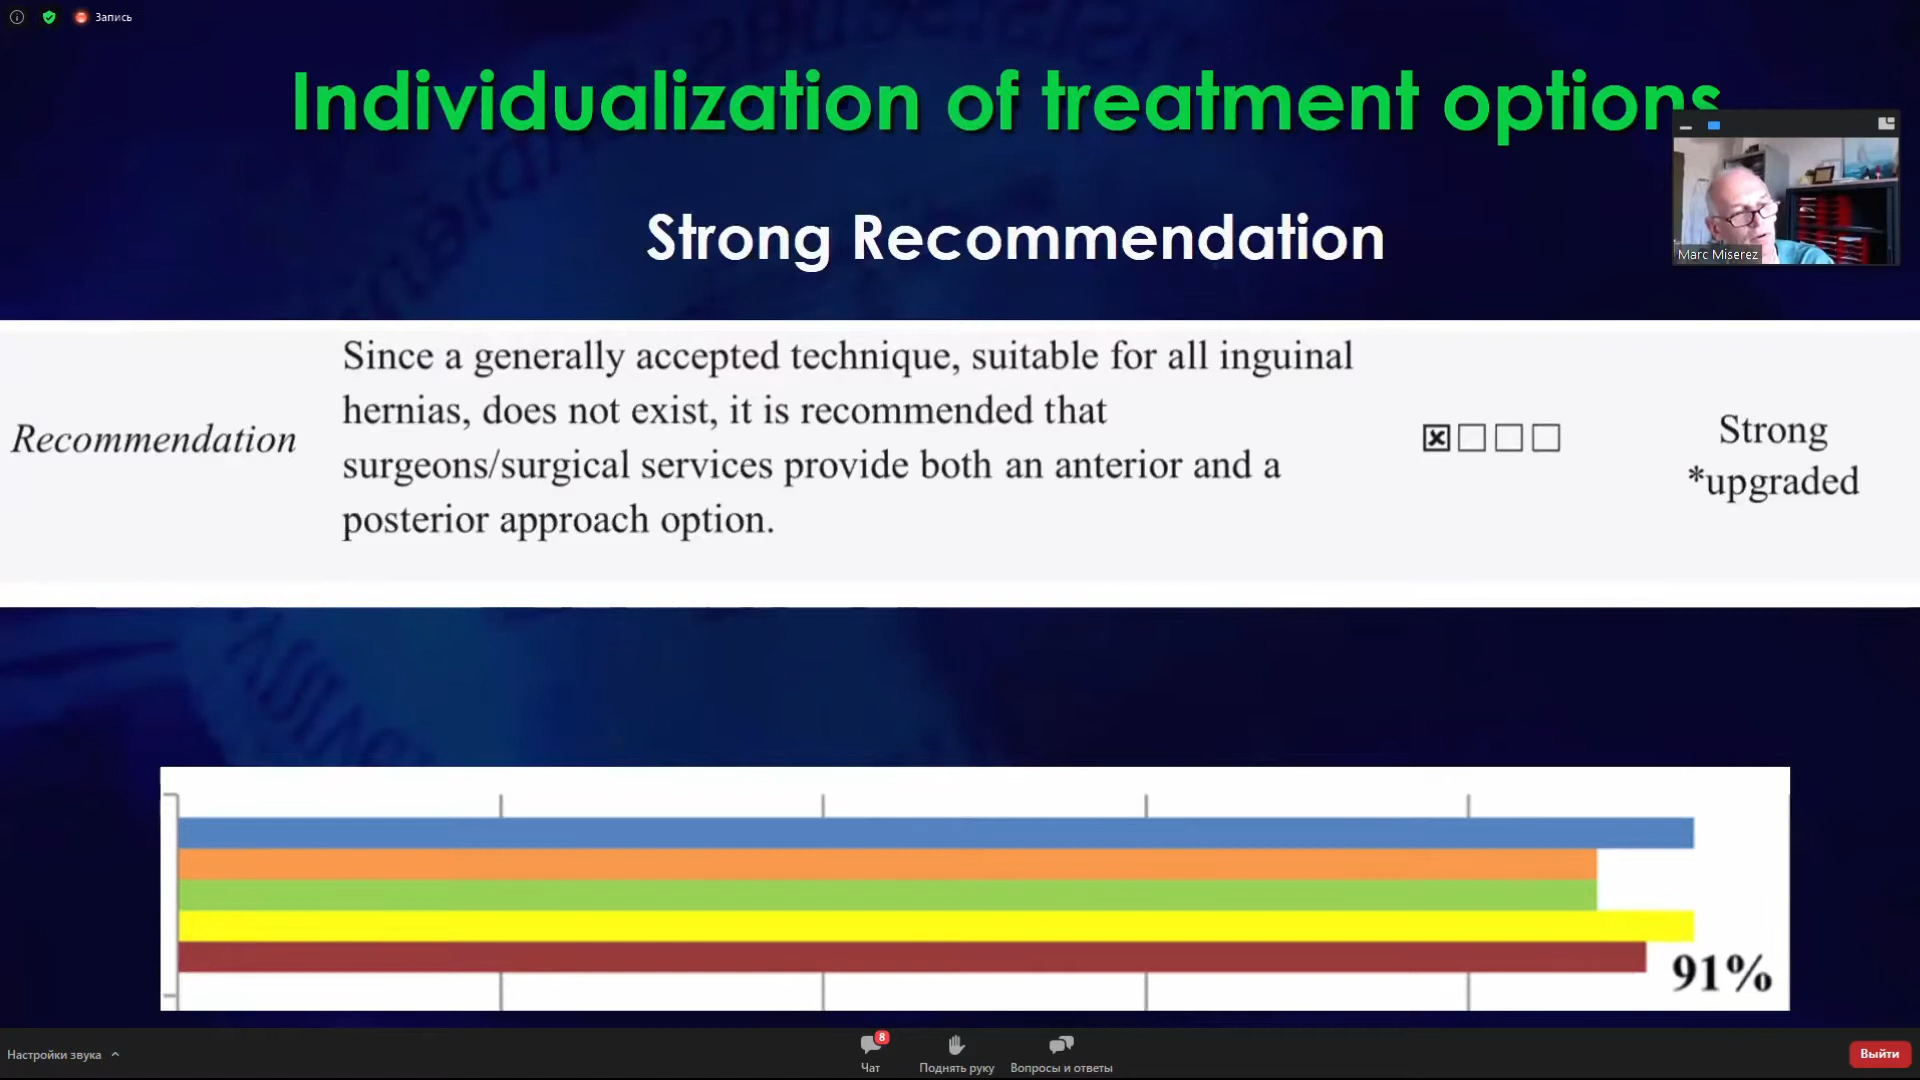 Запись
Individualization of treatment options
Strong Recommendation
Marc Miserez
Recommendation
Since a generally accepted technique, suitable for all inguinal
hernias, does not exist, it is recommended that
surgeons/surgical services provide both an anterior and a
posterior approach option.
Strong
*upgraded
91%
Настройки звука
8
Чат
Поднять руку
Вопросы и ответы
Выйти